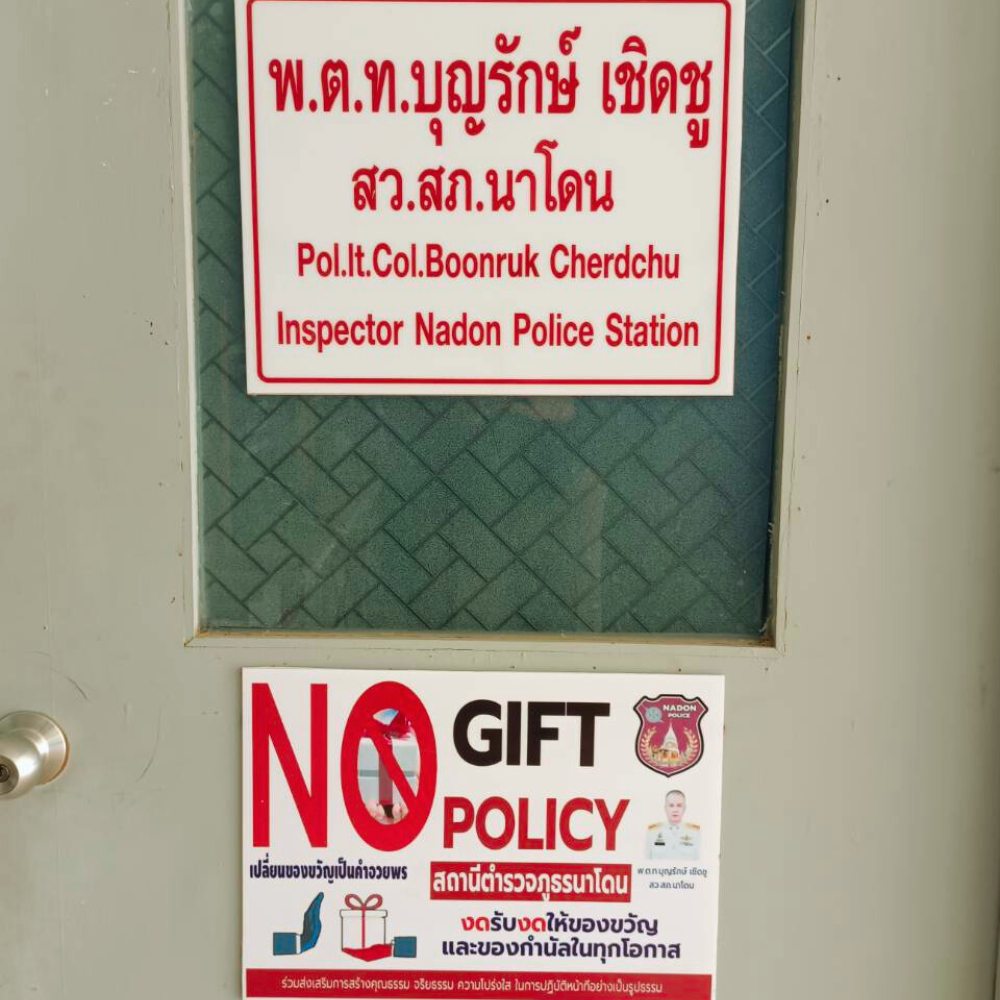 พ.ต.ท.บุญรักษ์ เชิดชู
สว.สภ.นาโดน
Pol.lt.Col.Boonruk Cherdchu
Inspector Nadon Police Station
NO GIFT
POLICY
NADON
POLICE
เปลี่ยนของขวัญเป็นคำอวยพร
สถานีตำรวจภูธรนาโดน
พ.ต.ท.บุญรักษ์ เชิดชู
สว.สภ.นาโดน
งดรับงดให้ของขวัญ
และของกำนัลในทุกโอกาส
ร่วมส่งเสริมการสร้างคุณธรรม จริยธรรม ความโปร่งใส ในการปฏิบัติหน้าที่อย่างเป็นรูปธรรม